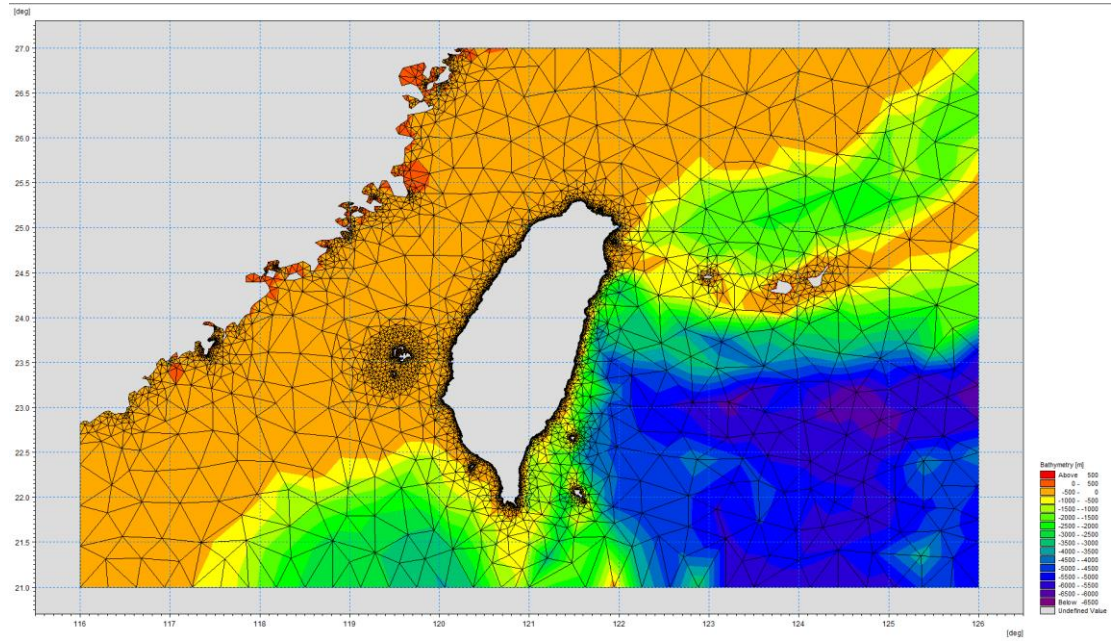 [deg]
27.0
26.5
26.0
25.5
25.0
24.5
24.0
23.5
23.0
22.5
22.0
21.5
21.0
116 117 118 119 120 121 122 123 124 125 126
[deg]
Bathymetry [m]
Above 500
0 - 500
-500 - 0
-1000 - -500
-1500 - -1000
-2000 - -1500
-2500 - -2000
-3000 - -2500
-3500 - -3000
-4000 - -3500
-4500 - -4000
-5000 - -4500
-5500 - -5000
-6000 - -5500
-6500 - -6000
Below -6500
Undefined Value